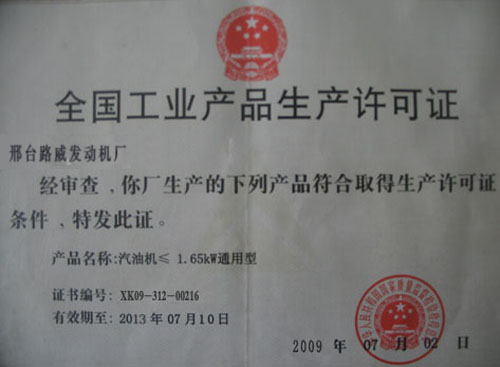 全国工业产品生产许可证
邢台路威发动机厂
经审查，你厂生产的下列产品符合取得生产许可证
条件，特发此证。
产品名称:汽油机≤ 1.65kW通用型
证书编号: XK09-312-00216
有效期至: 2013 年 07 月 10 日
2009 年 07 月 02 日